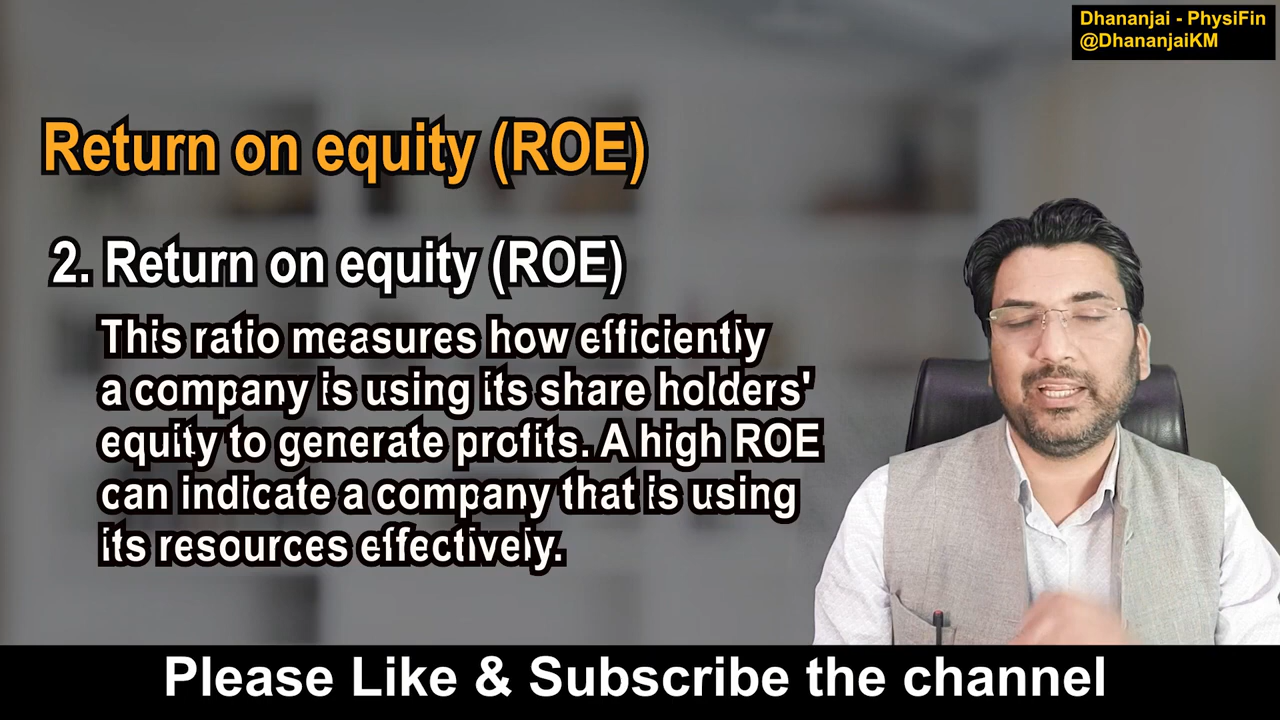 Dhananjai - PhysiFin
@DhananjaiKM
Return on equity (ROE)
2. Return on equity (ROE)
This ratio measures how efficiently
a company is using its share holders'
equity to generate profits. A high ROE
can indicate a company that is using
its resources effectively.
Please Like & Subscribe the channel